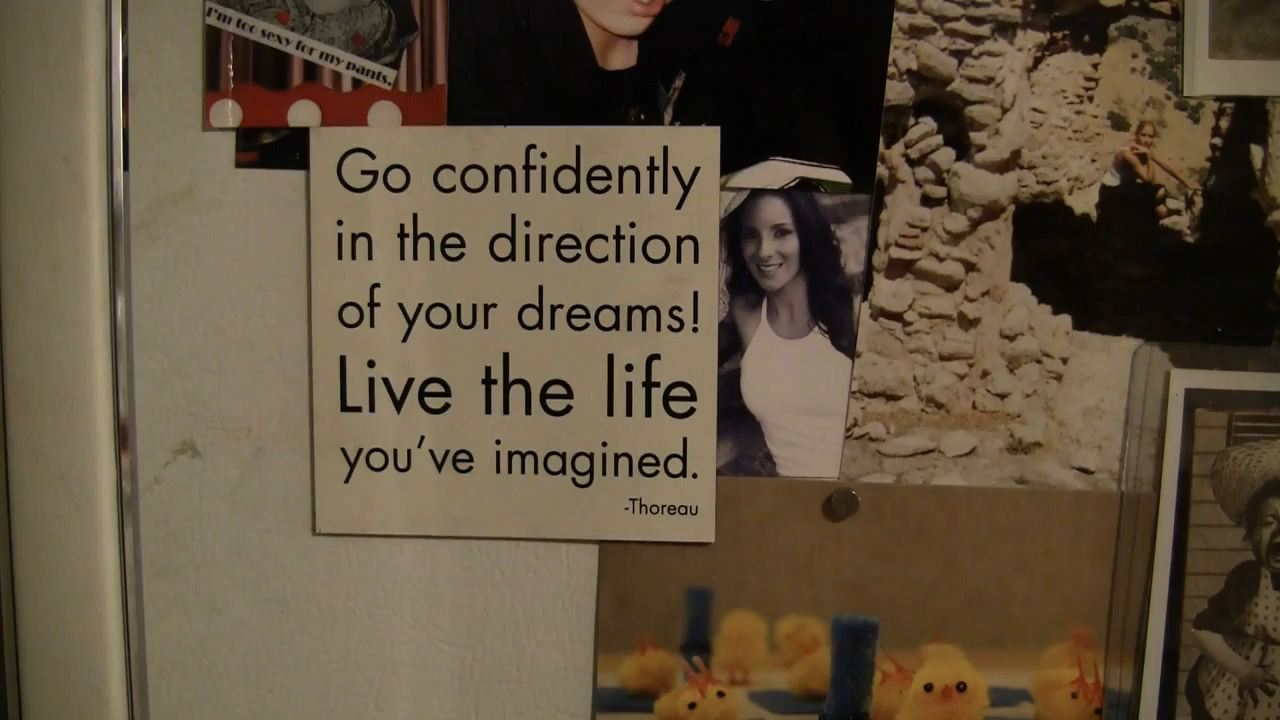 I'm too sexy for my pants.
Go confidently
in the direction
of your dreams!
Live the life
you've imagined.
-Thoreau